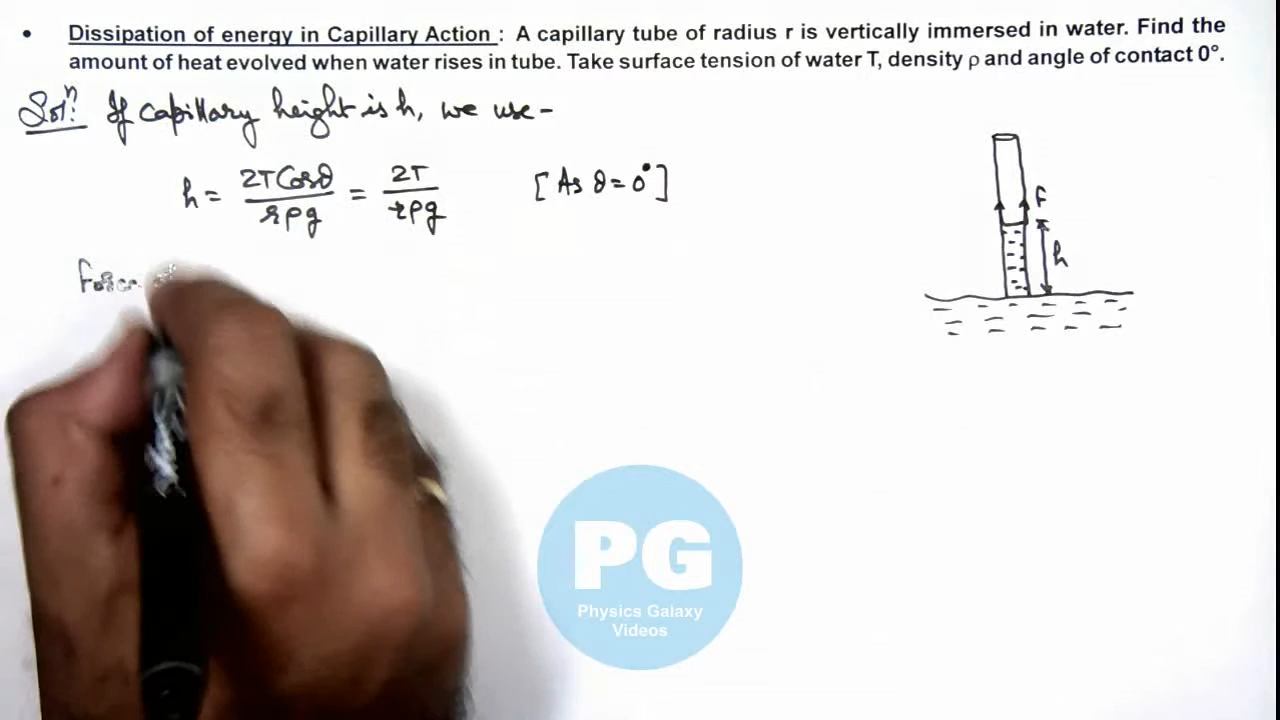 • Dissipation of energy in Capillary Action : A capillary tube of radius r is vertically immersed in water. Find the
amount of heat evolved when water rises in tube. Take surface tension of water T, density ρ and angle of contact 0°.
Solⁿ: If Capillary height is h, we use –
h = 2T Cosθ / rρg = 2T / rρg [As θ = 0°]
F
h
PG
Physics Galaxy
Videos